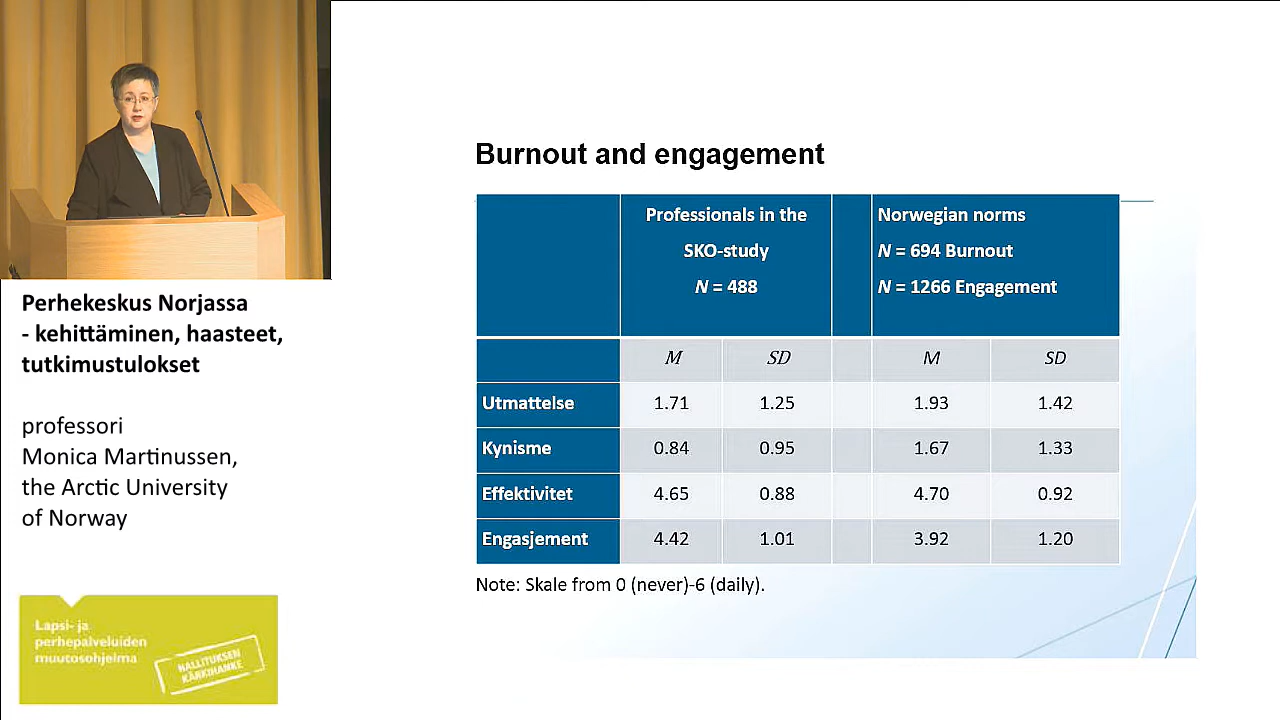 Perhekeskus Norjassa
- kehittäminen, haasteet,
tutkimustulokset
professori
Monica Martinussen,
the Arctic University
of Norway
Lapsi- ja
perhepalveluiden
muutosohjelma
HALLITUKSEN
KÄRKIHANKE
Burnout and engagement
Professionals in the
SKO-study
N = 488
Norwegian norms
N = 694 Burnout
N = 1266 Engagement
M SD M SD
Utmattelse 1.71 1.25 1.93 1.42
Kynisme 0.84 0.95 1.67 1.33
Effektivitet 4.65 0.88 4.70 0.92
Engasjement 4.42 1.01 3.92 1.20
Note: Skale from 0 (never)-6 (daily).